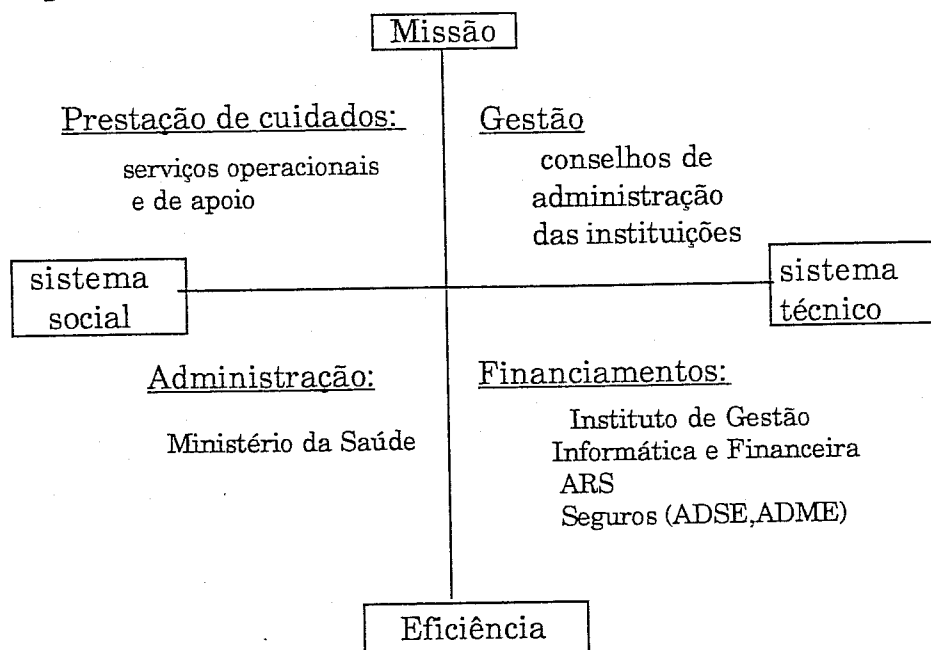 Missão
Prestação de cuidados:
serviços operacionais
e de apoio
Gestão
conselhos de
administração
das instituições
sistema
social
sistema
técnico
Administração:
Ministério da Saúde
Financiamentos:
Instituto de Gestão
Informática e Financeira
ARS
Seguros (ADSE,ADME)
Eficiência